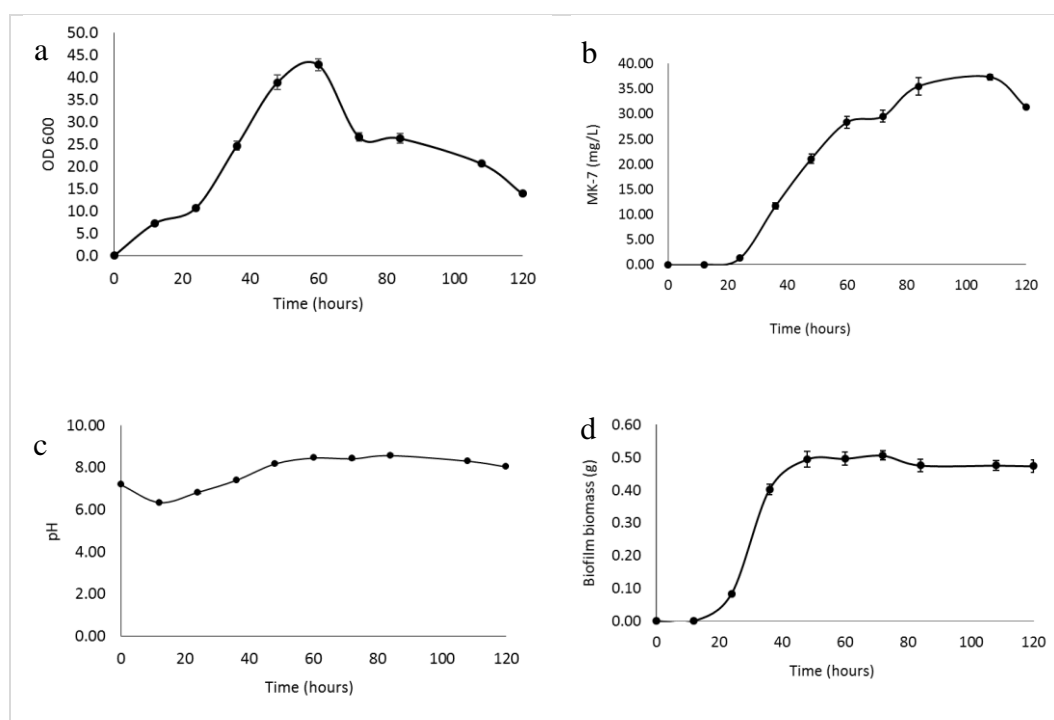 a
50.0
45.0
40.0
35.0
30.0
25.0
20.0
15.0
10.0
5.0
0.0
OD 600
0 20 40 60 80 100 120
Time (hours)
b
40.00
35.00
30.00
25.00
20.00
15.00
10.00
5.00
0.00
MK-7 (mg/L)
0 20 40 60 80 100 120
Time (hours)
c
10.00
8.00
6.00
4.00
2.00
0.00
pH
0 20 40 60 80 100 120
Time (hours)
d
0.60
0.50
0.40
0.30
0.20
0.10
0.00
Biofilm biomass (g)
0 20 40 60 80 100 120
Time (hours)